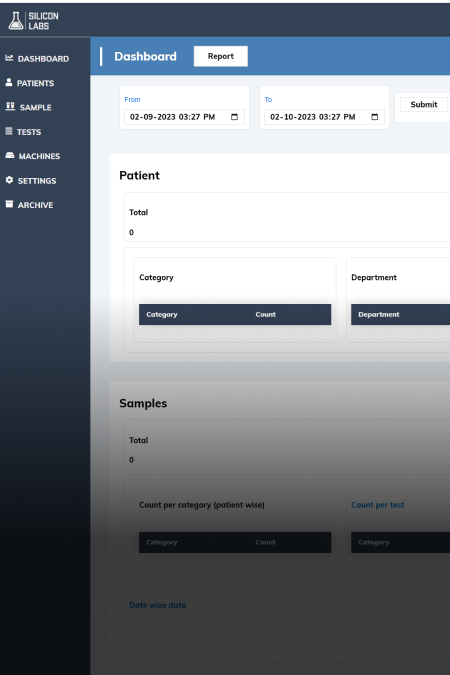 SILICON
LABS
DASHBOARD
PATIENTS
SAMPLE
TESTS
MACHINES
SETTINGS
ARCHIVE
Dashboard Report
From To
02-09-2023 03:27 PM 02-10-2023 03:27 PM Submit
Patient
Total
0
Category Department
Category Count Department
Samples
Total
0
Count per category (patient wise) Count per test
Category Count Category
Date wise data